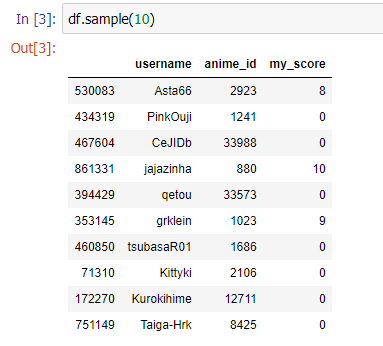 In [3]: df.sample(10)
Out[3]:
username anime_id my_score
530083 Asta66 2923 8
434319 PinkOuji 1241 0
467604 CeJIDb 33988 0
861331 jajazinha 880 10
394429 qetou 33573 0
353145 grklein 1023 9
460850 tsubasaR01 1686 0
71310 Kittyki 2106 0
172270 Kurokihime 12711 0
751149 Taiga-Hrk 8425 0